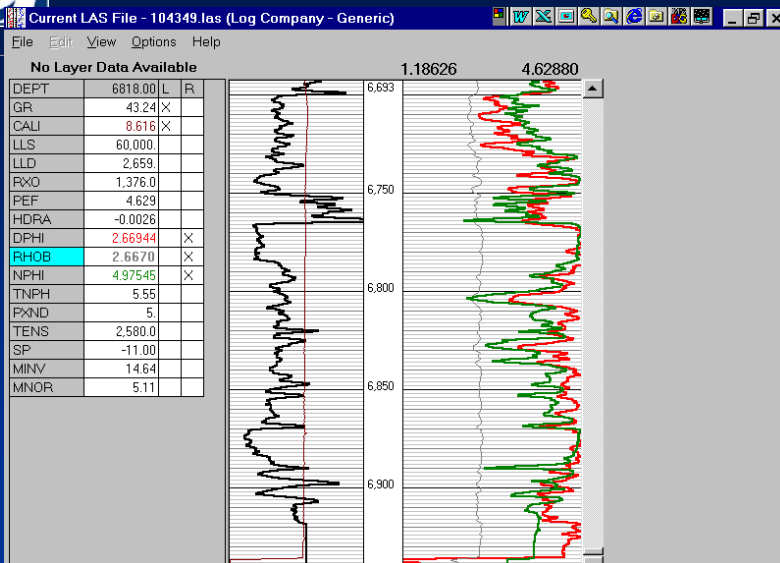 Current LAS File - 104349.las (Log Company - Generic)
File Edit View Options Help
No Layer Data Available
1.18626 4.62880
DEPT 6818.00 L R
GR 43.24 X
CALI 8.616 X
LLS 60,000.
LLD 2,659.
RXO 1,376.0
PEF 4.629
HDRA -0.0026
DPHI 2.66944 X
RHOB 2.6670 X
NPHI 4.97545 X
TNPH 5.55
PXND 5.
TENS 2,580.0
SP -11.00
MINV 14.64
MNOR 5.11
6,693
6,750
6,800
6,850
6,900